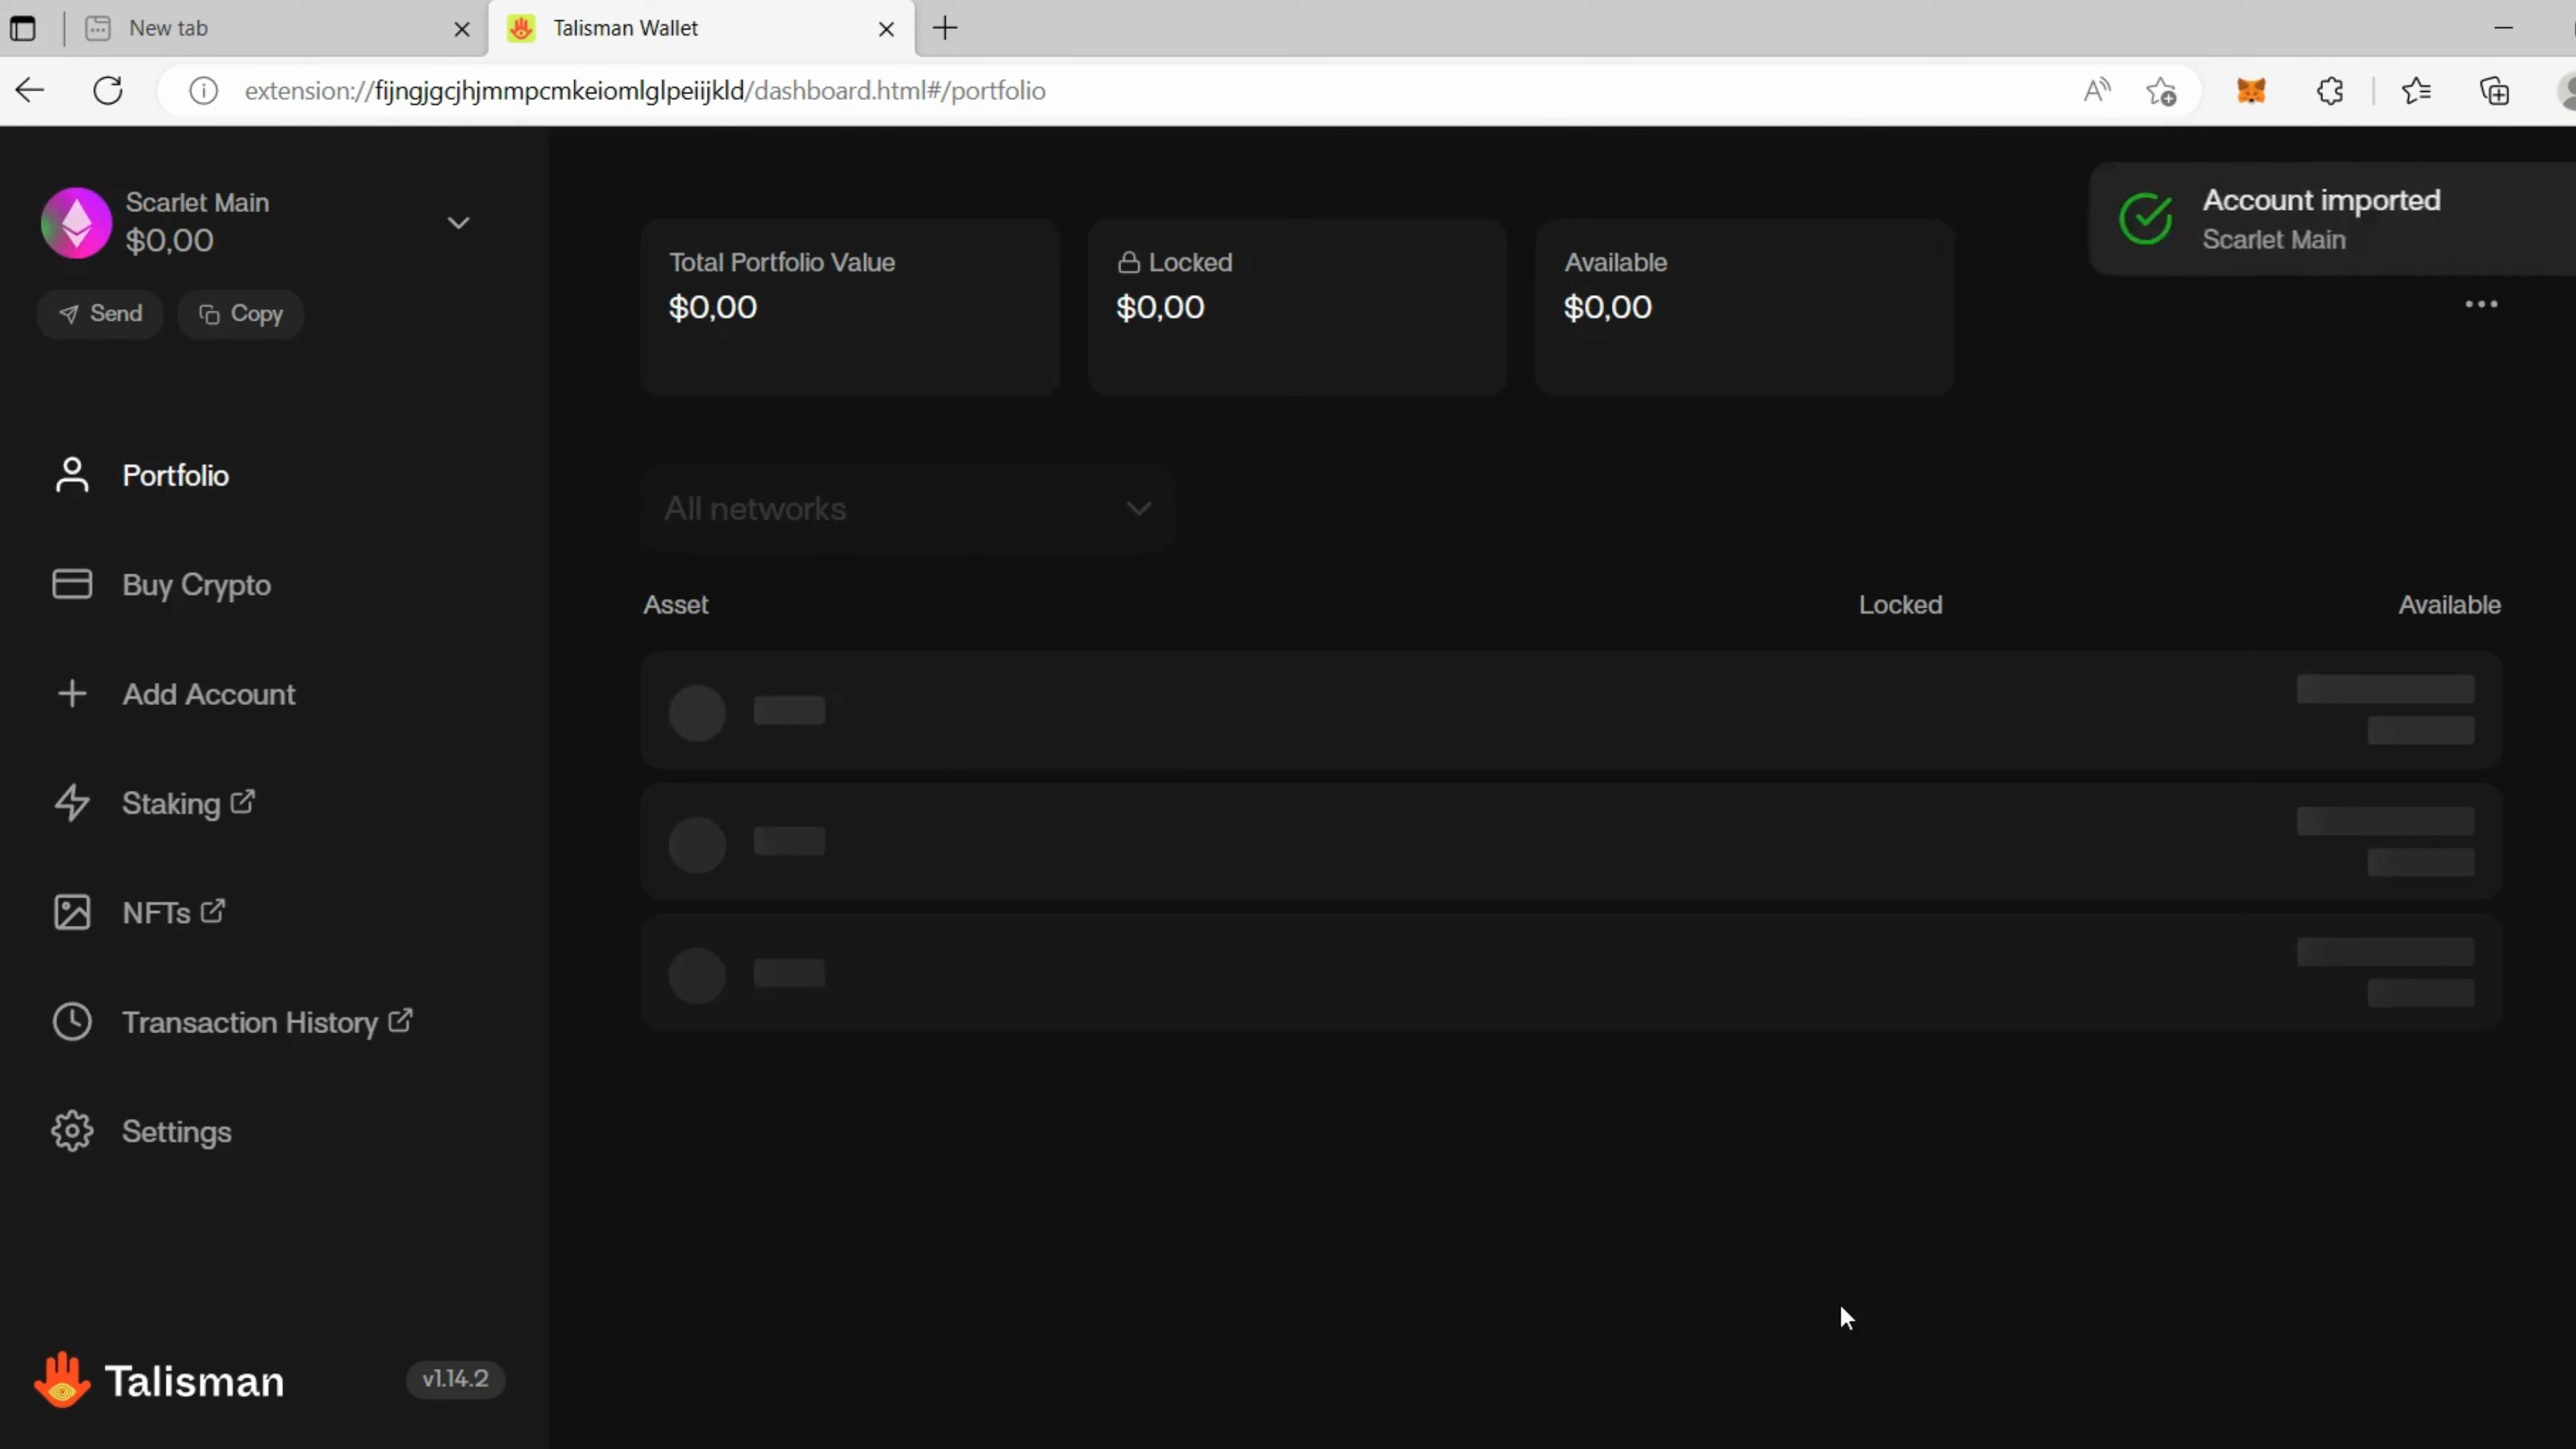 New tab
Talisman Wallet
extension://fijngjgcjhjmmpcmkeiomlglpeiijkld/dashboard.html#/portfolio
Scarlet Main
$0,00
Send
Copy
Portfolio
Buy Crypto
Add Account
Staking
NFTs
Transaction History
Settings
Talisman
v1.14.2
Total Portfolio Value
$0,00
Locked
$0,00
Available
$0,00
Account imported
Scarlet Main
All networks
Asset
Locked
Available